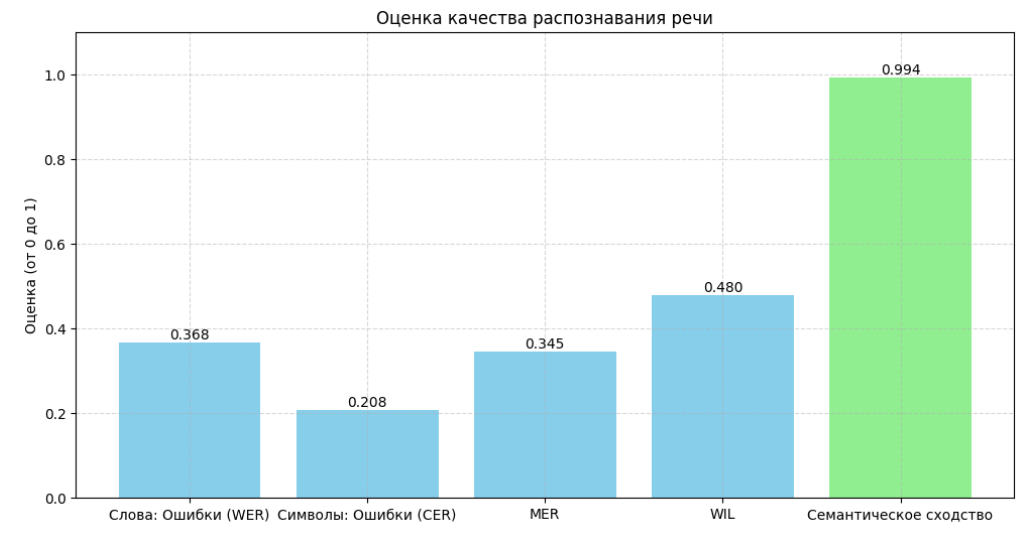 Оценка качества распознавания речи
Оценка (от 0 до 1)
1.0
0.8
0.6
0.4
0.2
0.0
0.368
0.208
0.345
0.480
0.994
Слова: Ошибки (WER)
Символы: Ошибки (CER)
MER
WIL
Семантическое сходство